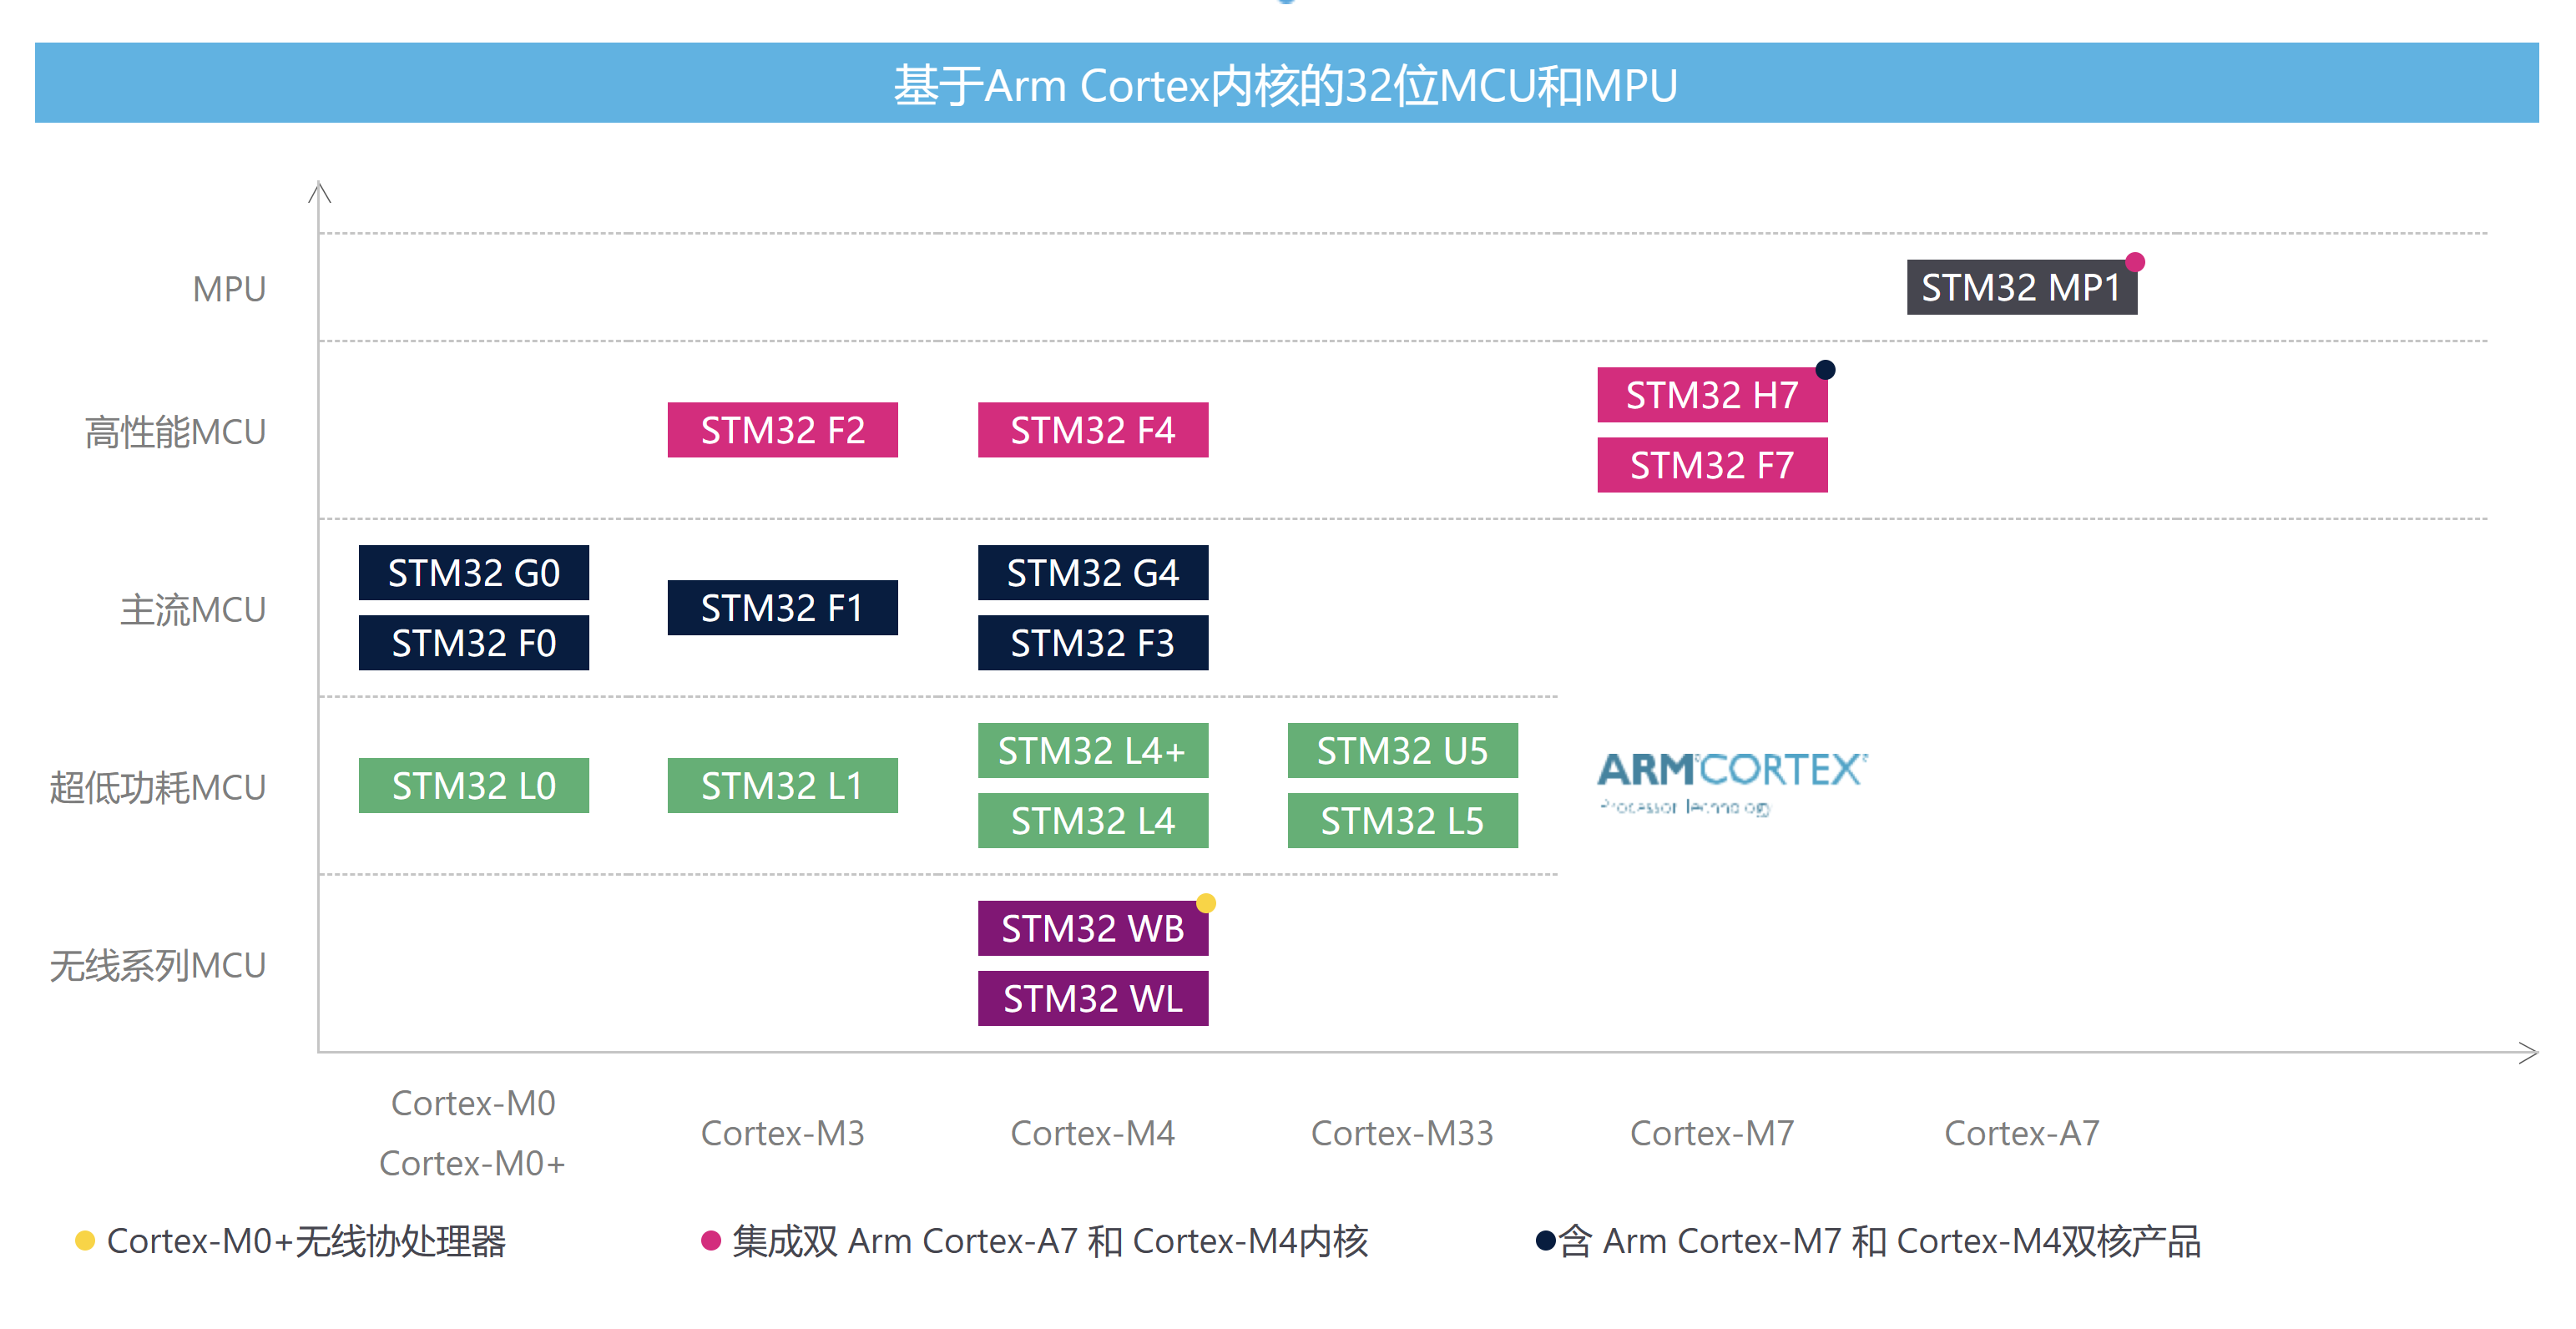 基于Arm Cortex内核的32位MCU和MPU
MPU
STM32 MP1
高性能MCU
STM32 F2
STM32 F4
STM32 H7
STM32 F7
主流MCU
STM32 G0
STM32 F0
STM32 F1
STM32 G4
STM32 F3
超低功耗MCU
STM32 L0
STM32 L1
STM32 L4+
STM32 L4
STM32 U5
STM32 L5
ARM®CORTEX®
Processor Technology
无线系列MCU
STM32 WB
STM32 WL
Cortex-M0
Cortex-M0+
Cortex-M3
Cortex-M4
Cortex-M33
Cortex-M7
Cortex-A7
Cortex-M0+无线协处理器
集成双 Arm Cortex-A7 和 Cortex-M4内核
含 Arm Cortex-M7 和 Cortex-M4双核产品